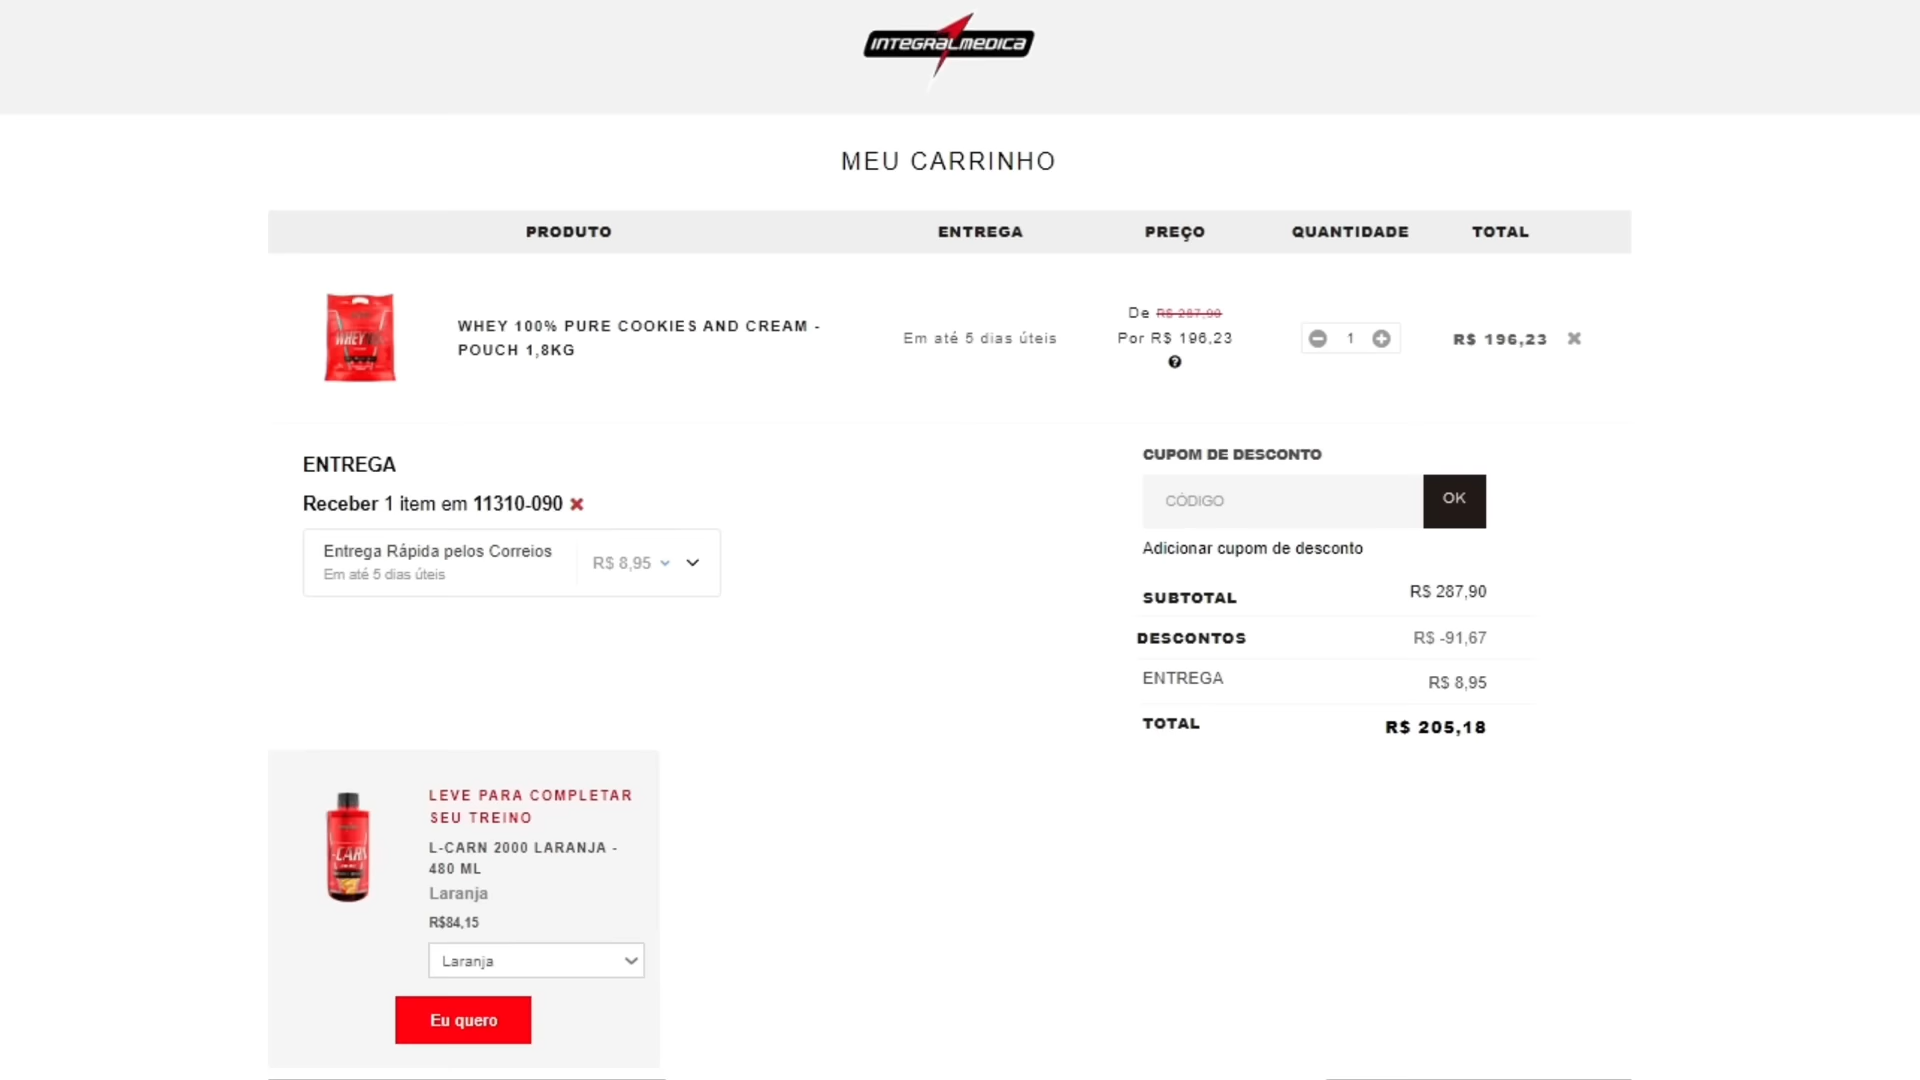 INTEGRALMEDICA
MEU CARRINHO
PRODUTO ENTREGA PREÇO QUANTIDADE TOTAL
WHEY 100% PURE COOKIES AND CREAM -
POUCH 1,8KG
Em até 5 dias úteis
De R$ 287,90
Por R$ 196,23
?
1
R$ 196,23
ENTREGA
Receber 1 item em 11310-090
Entrega Rápida pelos Correios
Em até 5 dias úteis
R$ 8,95
CUPOM DE DESCONTO
CÓDIGO OK
Adicionar cupom de desconto
SUBTOTAL R$ 287,90
DESCONTOS R$ -91,67
ENTREGA R$ 8,95
TOTAL R$ 205,18
LEVE PARA COMPLETAR
SEU TREINO
L-CARN 2000 LARANJA -
480 ML
Laranja
R$84,15
Laranja
Eu quero
WHEY
-CARN